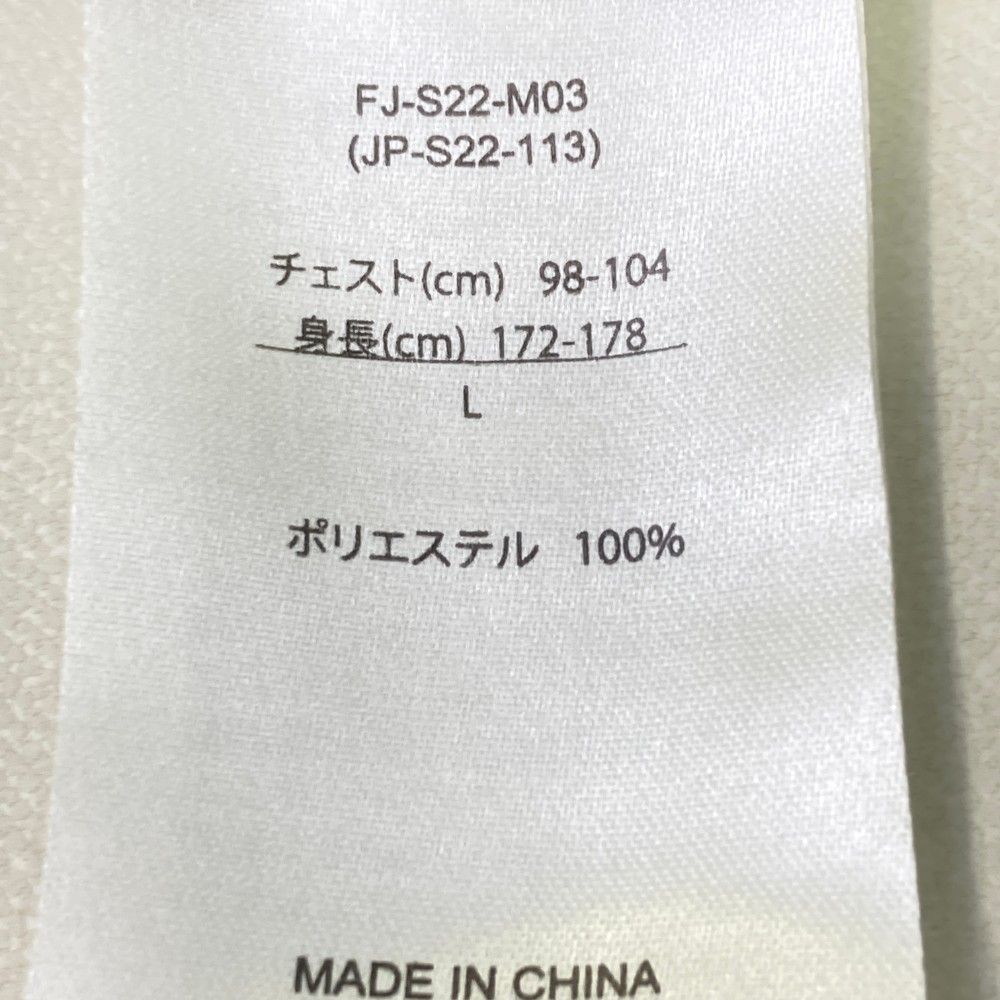 FJ-S22-M03
(JP-S22-113)
チェスト(cm) 98-104
身長(cm) 172-178
L
ポリエステル 100%
MADE IN CHINA